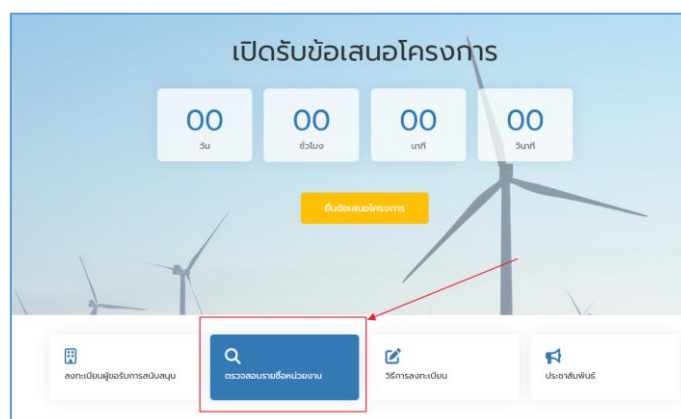 เปิดรับข้อเสนอโครงการ
00 00 00 00
วัน ชั่วโมง นาที วินาที
ยื่นข้อเสนอโครงการ
ลงทะเบียนผู้ขอรับการสนับสนุน ตรวจสอบรายชื่อหน่วยงาน วิธีการลงทะเบียน ประชาสัมพันธ์